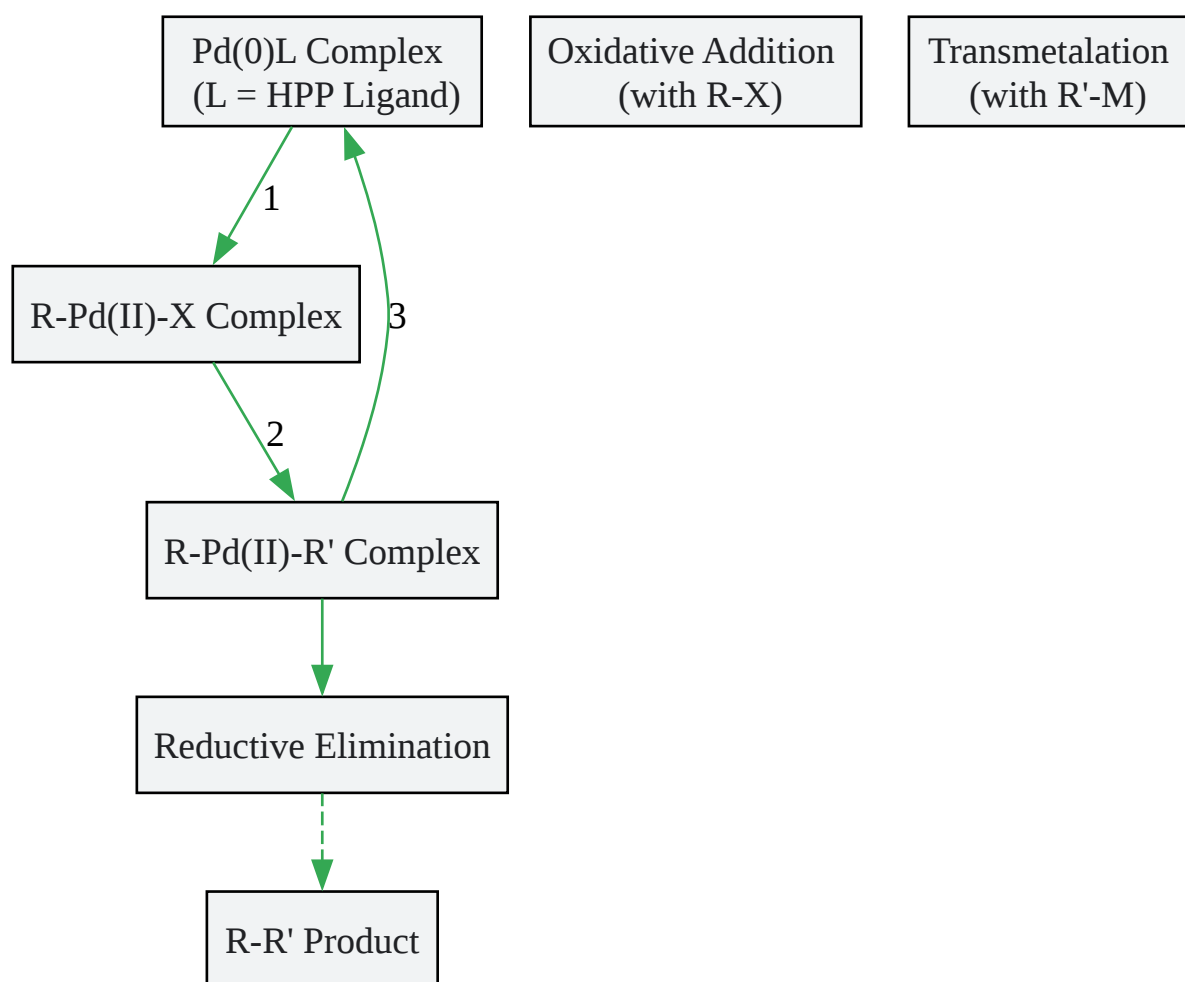 Pd(0)L Complex
(L = HPP Ligand)
Oxidative Addition
(with R-X)
Transmetalation
(with R'-M)
1
R-Pd(II)-X Complex
3
2
R-Pd(II)-R' Complex
Reductive Elimination
R-R' Product